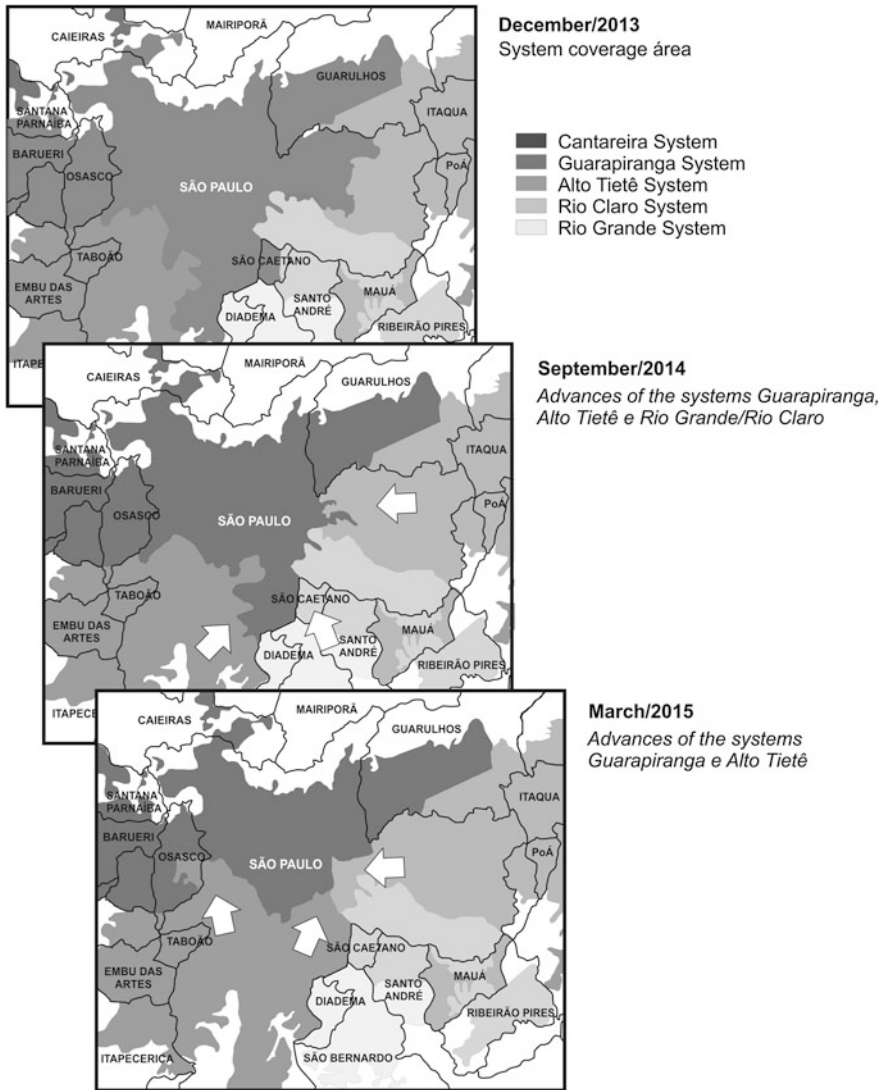 December/2013
System coverage área
CAIEIRAS
MAIRIPORÃ
GUARULHOS
SANTANA
PARNAÍBA
ITAQUA
BARUERI
OSASCO
SÃO PAULO
PoÁ
TABOÃO
SÃO CAETANO
EMBU DAS
ARTES
DIADEMA
SANTO
ANDRÉ
MAUÁ
RIBEIRÃO PIRES
ITAPE
Cantareira System
Guarapiranga System
Alto Tietê System
Rio Claro System
Rio Grande System
September/2014
Advances of the systems Guarapiranga,
Alto Tietê e Rio Grande/Rio Claro
CAIEIRAS
MAIRIPORÃ
GUARULHOS
SANTANA
PARNAÍBA
ITAQUA
BARUERI
OSASCO
SÃO PAULO
PoÁ
TABOÃO
SÃO CAETANO
EMBU DAS
ARTES
DIADEMA
SANTO
ANDRÉ
MAUÁ
RIBEIRÃO PIRES
ITAPECE
March/2015
Advances of the systems
Guarapiranga e Alto Tietê
CAIEIRAS
MAIRIPORÃ
GUARULHOS
SANTANA
PARNAÍBA
ITAQUA
BARUERI
OSASCO
SÃO PAULO
PoÁ
TABOÃO
SÃO CAETANO
EMBU DAS
ARTES
DIADEMA
SANTO
ANDRÉ
MAUÁ
RIBEIRÃO PIRES
ITAPECERICA
SÃO BERNARDO